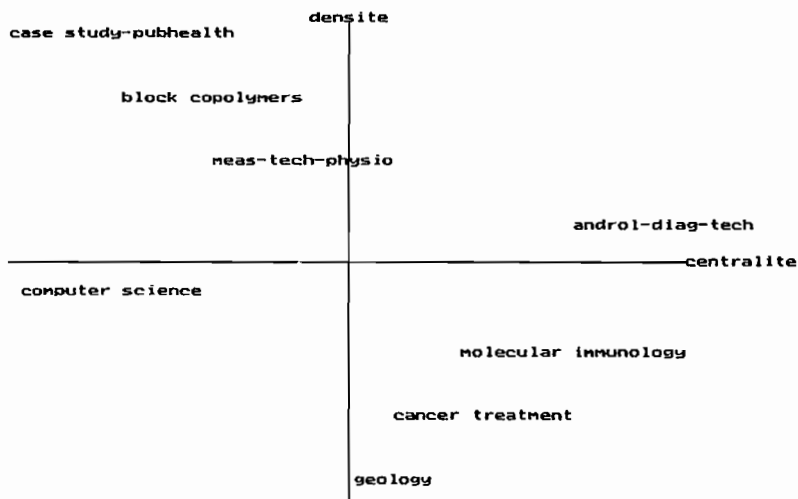 densite
case study-pubhealth
block copolymers
meas-tech-physio
androl-diag-tech
centralite
computer science
molecular immunology
cancer treatment
geology